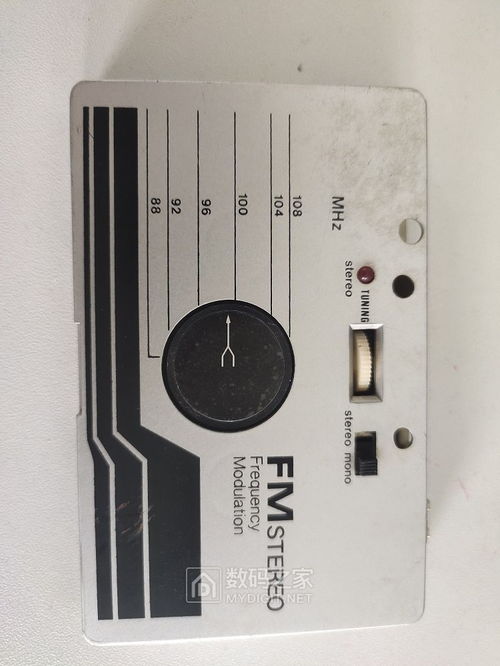 88
92
96
100
104
108
MHz
stereo
TUNING
stereo mono
FM STEREO
Frequency
Modulation
数码之家
MYDIGIT.NET